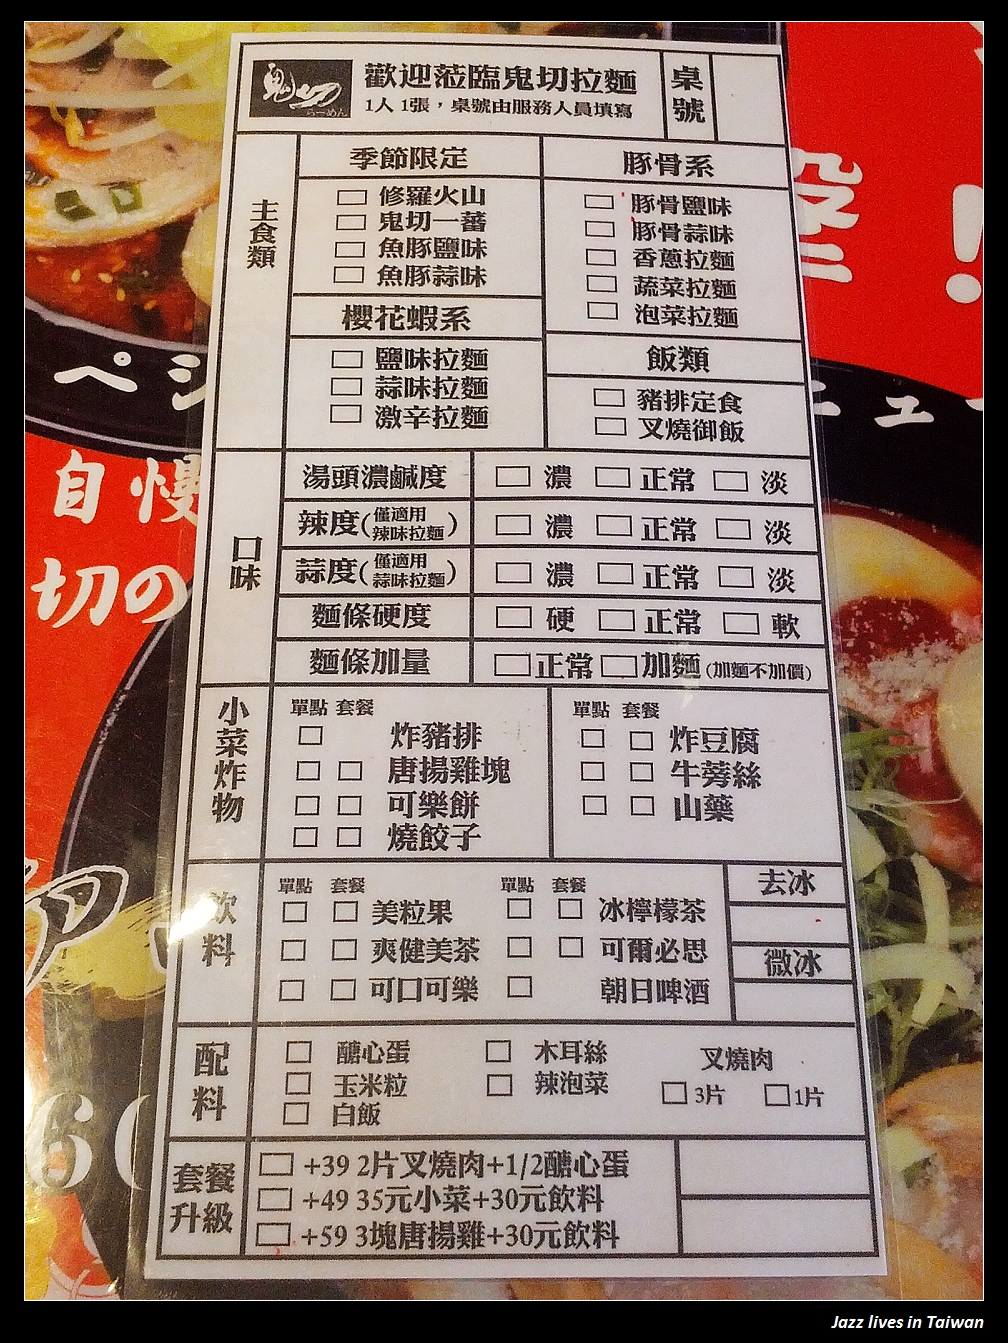 鬼切
らーめん
歡迎蒞臨鬼切拉麵
1人1張，桌號由服務人員填寫
桌號
主食類
季節限定
□ 修羅火山
□ 鬼切一蕃
□ 魚豚鹽味
□ 魚豚蒜味
櫻花蝦系
□ 鹽味拉麵
□ 蒜味拉麵
□ 激辛拉麵
豚骨系
□ 豚骨鹽味
□ 豚骨蒜味
□ 香蔥拉麵
□ 蔬菜拉麵
□ 泡菜拉麵
飯類
□ 豬排定食
□ 叉燒御飯
口味
湯頭濃鹹度 □ 濃 □ 正常 □ 淡
辣度(僅適用辣味拉麵) □ 濃 □ 正常 □ 淡
蒜度(僅適用蒜味拉麵) □ 濃 □ 正常 □ 淡
麵條硬度 □ 硬 □ 正常 □ 軟
麵條加量 □正常 □加麵(加麵不加價)
小菜炸物
單點 套餐
□ 炸豬排
□ □ 唐揚雞塊
□ □ 可樂餅
□ □ 燒餃子
單點 套餐
□ □ 炸豆腐
□ □ 牛蒡絲
□ □ 山藥
飲料
單點 套餐
□ □ 美粒果
□ □ 爽健美茶
□ □ 可口可樂
單點 套餐
□ □ 冰檸檬茶
□ □ 可爾必思
□ 朝日啤酒
去冰
微冰
配料
□ 醣心蛋
□ 玉米粒
□ 白飯
□ 木耳絲
□ 辣泡菜
叉燒肉
□ 3片 □1片
套餐升級
□ +39 2片叉燒肉+1/2醣心蛋
□ +49 35元小菜+30元飲料
□ +59 3塊唐揚雞+30元飲料
！
ペシ
ニュー
自慢
切の
60
Jazz lives in Taiwan